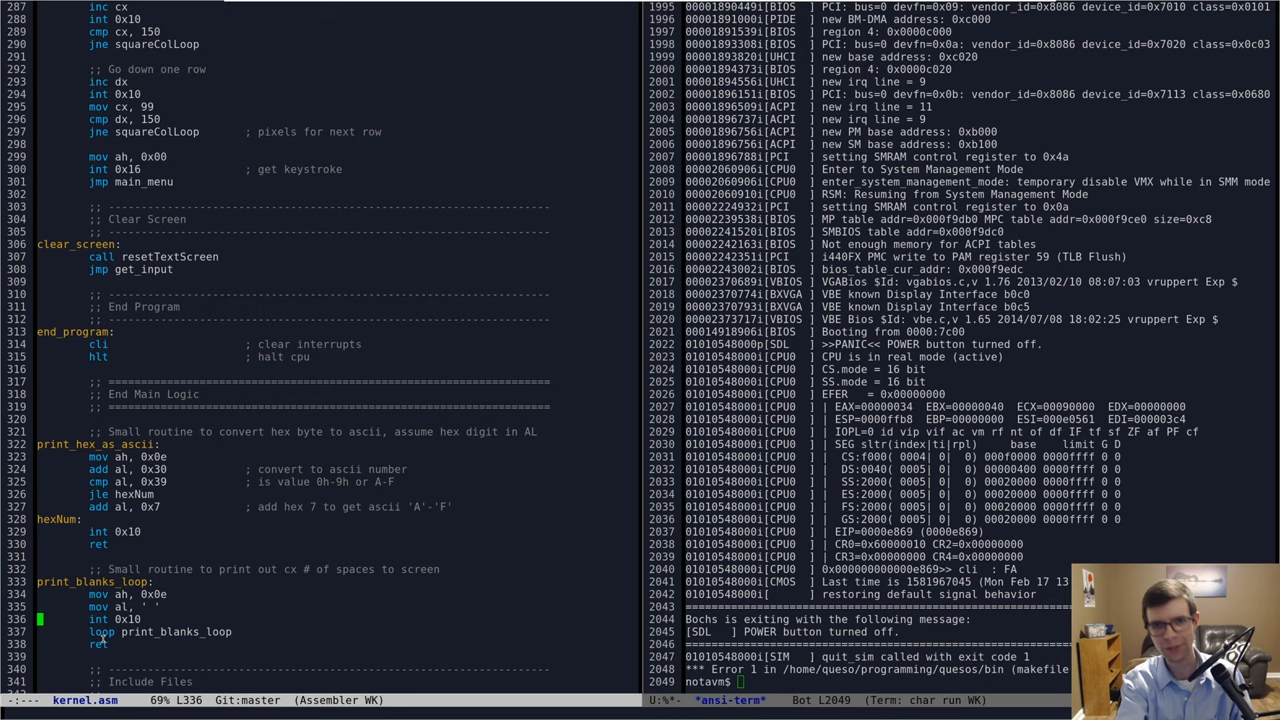 287 inc cx
288 int 0x10
289 cmp cx, 150
290 jne squareColLoop
291
292 ;; Go down one row
293 inc dx
294 int 0x10
295 mov cx, 99
296 cmp dx, 150
297 jne squareColLoop ; pixels for next row
298
299 mov ah, 0x00
300 int 0x16 ; get keystroke
301 jmp main_menu
302
303 ;; --------------------------------------------------------------------
304 ;; Clear Screen
305 ;; --------------------------------------------------------------------
306 clear_screen:
307 call resetTextScreen
308 jmp get_input
309
310 ;; --------------------------------------------------------------------
311 ;; End Program
312 ;; --------------------------------------------------------------------
313 end_program:
314 cli ; clear interrupts
315 hlt ; halt cpu
316
317 ;; ====================================================================
318 ;; End Main Logic
319 ;; ====================================================================
320
321 ;; Small routine to convert hex byte to ascii, assume hex digit in AL
322 print_hex_as_ascii:
323 mov ah, 0x0e
324 add al, 0x30 ; convert to ascii number
325 cmp al, 0x39 ; is value 0h-9h or A-F
326 jle hexNum
327 add al, 0x7 ; add hex 7 to get ascii 'A'-'F'
328 hexNum:
329 int 0x10
330 ret
331
332 ;; Small routine to print out cx # of spaces to screen
333 print_blanks_loop:
334 mov ah, 0x0e
335 mov al, ' '
336 int 0x10
337 loop print_blanks_loop
338 ret
339
340 ;; --------------------------------------------------------------------
341 ;; Include Files
-:--- kernel.asm 69% L336 Git:master (Assembler WK)
1995 00001890449i[BIOS ] PCI: bus=0 devfn=0x09: vendor_id=0x8086 device_id=0x7010 class=0x0101
1996 00001891000i[PIDE ] new BM-DMA address: 0xc000
1997 00001891539i[BIOS ] region 4: 0x0000c000
1998 00001893308i[BIOS ] PCI: bus=0 devfn=0x0a: vendor_id=0x8086 device_id=0x7020 class=0x0c03
1999 00001893820i[UHCI ] new base address: 0xc020
2000 00001894373i[BIOS ] region 4: 0x0000c020
2001 00001894556i[UHCI ] new irq line = 9
2002 00001896151i[BIOS ] PCI: bus=0 devfn=0x0b: vendor_id=0x8086 device_id=0x7113 class=0x0680
2003 00001896509i[ACPI ] new irq line = 11
2004 00001896737i[ACPI ] new irq line = 9
2005 00001896756i[ACPI ] new PM base address: 0xb000
2006 00001896756i[ACPI ] new SM base address: 0xb100
2007 00001896788i[PCI ] setting SMRAM control register to 0x4a
2008 00002060906i[CPU0 ] Enter to System Management Mode
2009 00002060906i[CPU0 ] enter_system_management_mode: temporary disable VMX while in SMM mode
2010 00002060910i[CPU0 ] RSM: Resuming from System Management Mode
2011 00002224932i[PCI ] setting SMRAM control register to 0x0a
2012 00002239538i[BIOS ] MP table addr=0x000f9db0 MPC table addr=0x000f9ce0 size=0xc8
2013 00002241520i[BIOS ] SMBIOS table addr=0x000f9dc0
2014 00002242163i[BIOS ] Not enough memory for ACPI tables
2015 00002242351i[PCI ] i440FX PMC write to PAM register 59 (TLB Flush)
2016 00002243002i[BIOS ] bios_table_cur_addr: 0x000f9edc
2017 00002370689i[VBIOS ] VGABios $Id: vgabios.c,v 1.76 2013/02/10 08:07:03 vruppert Exp $
2018 00002370774i[BXVGA ] VBE known Display Interface b0c0
2019 00002370793i[BXVGA ] VBE known Display Interface b0c5
2020 00002373717i[VBIOS ] VBE Bios $Id: vbe.c,v 1.65 2014/07/08 18:02:25 vruppert Exp $
2021 00014918906i[BIOS ] Booting from 0000:7c00
2022 01010548000p[SDL ] >>PANIC<< POWER button turned off.
2023 01010548000i[CPU0 ] CPU is in real mode (active)
2024 01010548000i[CPU0 ] CS.mode = 16 bit
2025 01010548000i[CPU0 ] SS.mode = 16 bit
2026 01010548000i[CPU0 ] EFER = 0x00000000
2027 01010548000i[CPU0 ] | EAX=00000034 EBX=00000040 ECX=00090000 EDX=00000000
2028 01010548000i[CPU0 ] | ESP=0000ffb8 EBP=00000000 ESI=000e0561 EDI=000003c4
2029 01010548000i[CPU0 ] | IOPL=0 id vip vif ac vm rf nt of df IF tf sf ZF af PF cf
2030 01010548000i[CPU0 ] | SEG sltr(index|ti|rpl) base limit G D
2031 01010548000i[CPU0 ] | CS:f000( 0004| 0| 0) 000f0000 0000ffff 0 0
2032 01010548000i[CPU0 ] | DS:0040( 0005| 0| 0) 00000400 0000ffff 0 0
2033 01010548000i[CPU0 ] | SS:2000( 0005| 0| 0) 00020000 0000ffff 0 0
2034 01010548000i[CPU0 ] | ES:2000( 0005| 0| 0) 00020000 0000ffff 0 0
2035 01010548000i[CPU0 ] | FS:2000( 0005| 0| 0) 00020000 0000ffff 0 0
2036 01010548000i[CPU0 ] | GS:2000( 0005| 0| 0) 00020000 0000ffff 0 0
2037 01010548000i[CPU0 ] | EIP=0000e869 (0000e869)
2038 01010548000i[CPU0 ] | CR0=0x60000010 CR2=0x00000000
2039 01010548000i[CPU0 ] | CR3=0x00000000 CR4=0x00000000
2040 01010548000i[CPU0 ] 0x000000000000e869>> cli : FA
2041 01010548000i[CMOS ] Last time is 1581967045 (Mon Feb 17 13
2042 01010548000i[ ] restoring default signal behavior
2043 ========================================================================
2044 Bochs is exiting with the following message:
2045 [SDL ] POWER button turned off.
2046 ========================================================================
2047 01010548000i[SIM ] quit_sim called with exit code 1
2048 *** Error 1 in /home/queso/programming/quesos/bin (makefile
2049 notavm$
U:%*- *ansi-term* Bot L2049 (Term: char run WK)